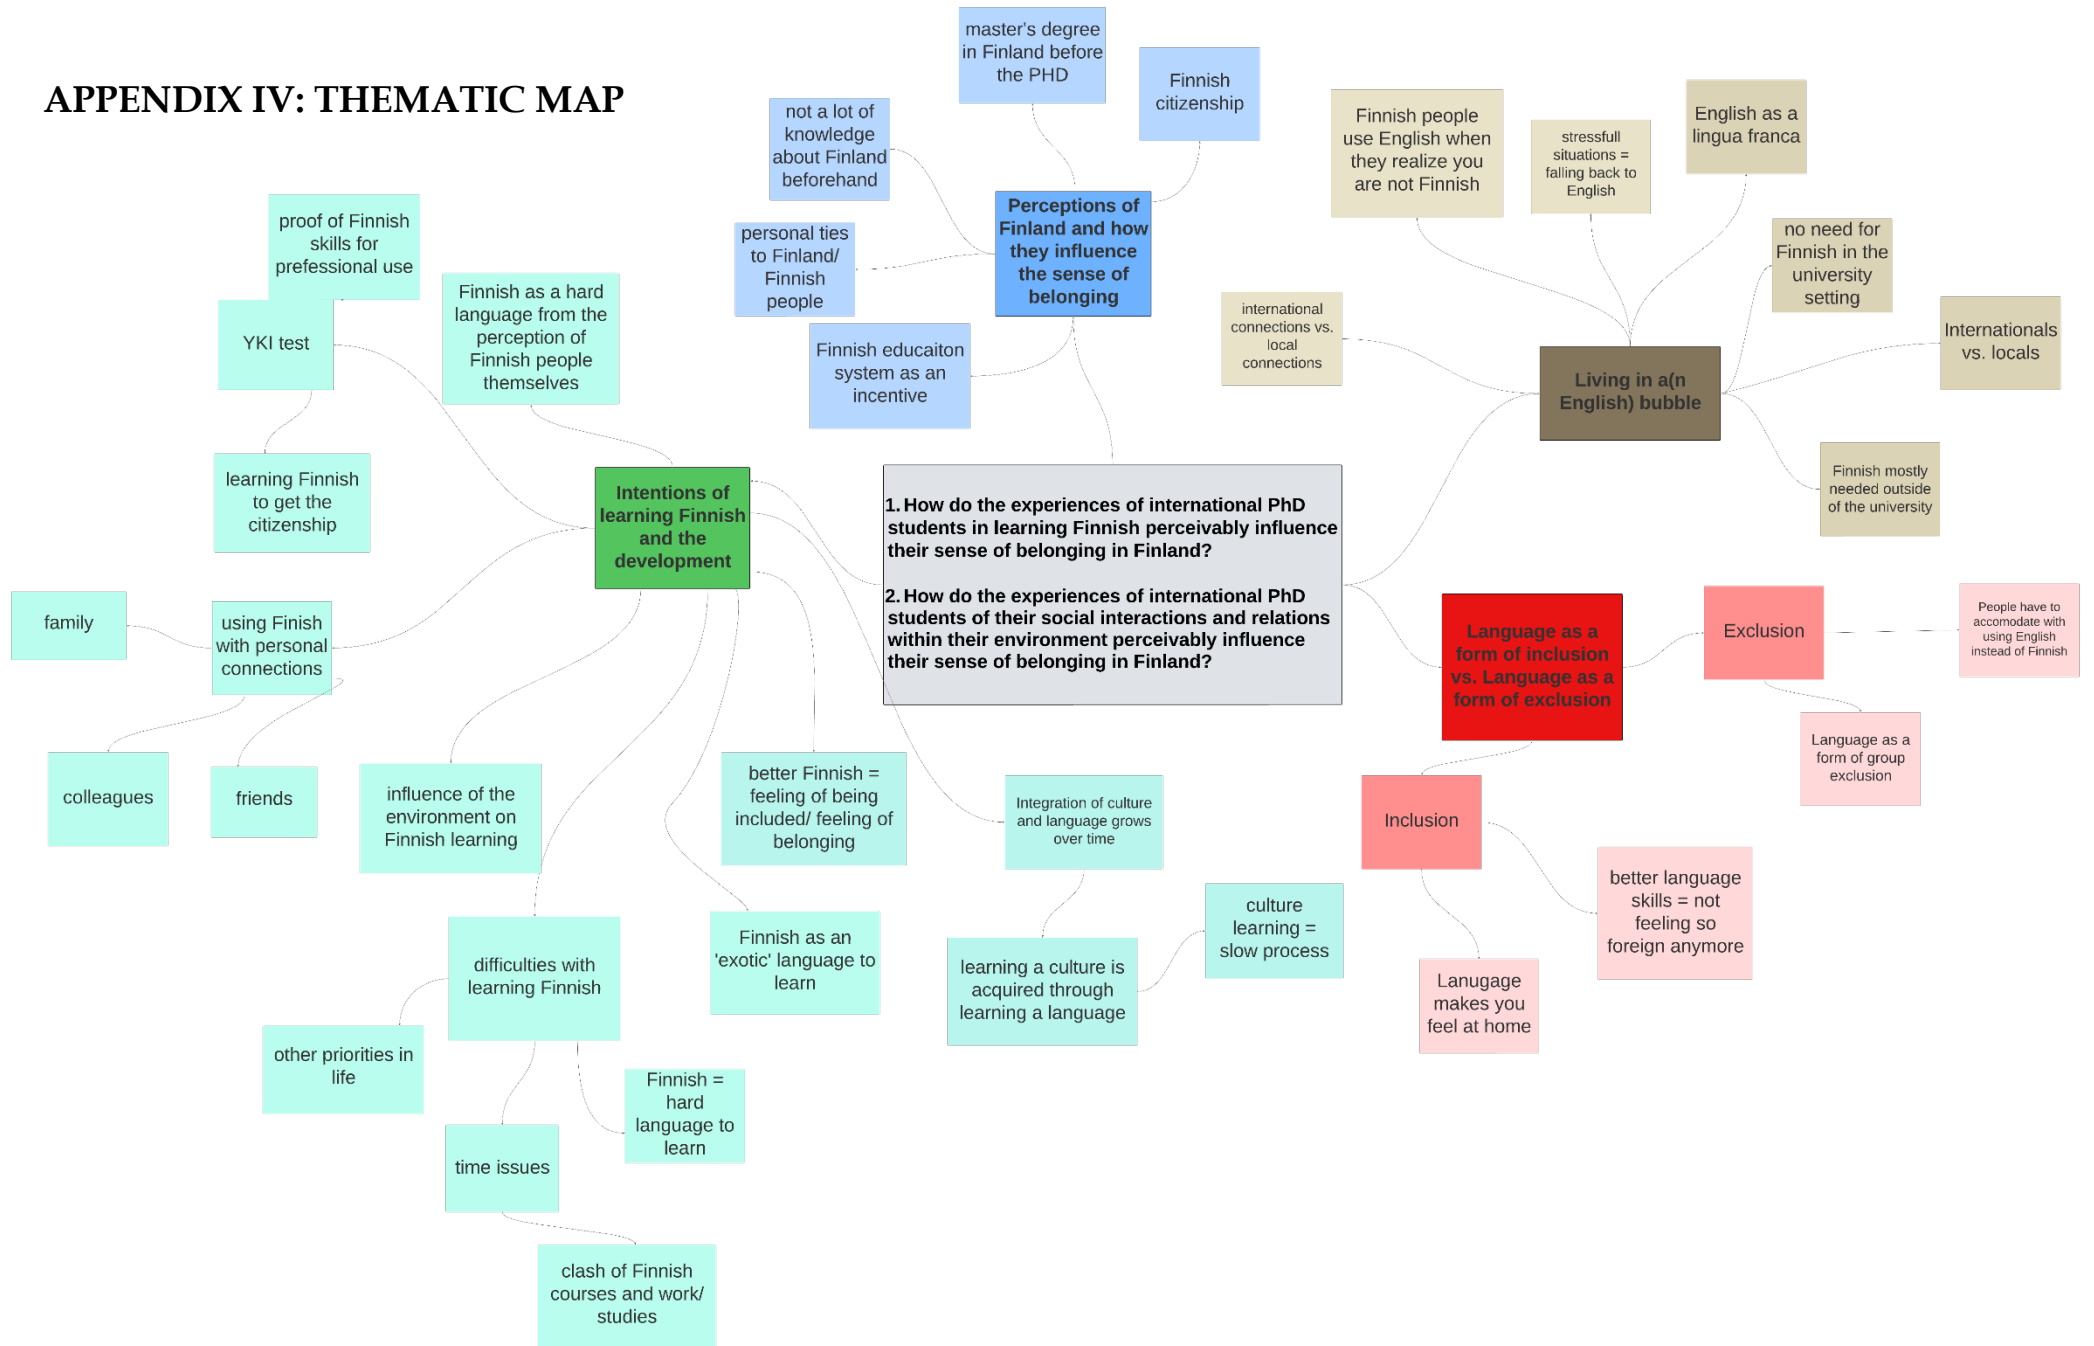 APPENDIX IV: THEMATIC MAP
master's degree
in Finland before
the PHD
Finnish
citizenship
not a lot of
knowledge
about Finland
beforehand
personal ties
to Finland/
Finnish
people
Finnish educaiton
system as an
incentive
Perceptions of
Finland and how
they influence
the sense of
belonging
Finnish people
use English when
they realize you
are not Finnish
stressfull
situations =
falling back to
English
English as a
lingua franca
no need for
Finnish in the
university
setting
international
connections vs.
local
connections
Internationals
vs. locals
Living in a(n
English) bubble
Finnish mostly
needed outside
of the university
proof of Finnish
skills for
prefessional use
YKI test
learning Finnish
to get the
citizenship
Finnish as a hard
language from the
perception of
Finnish people
themselves
Intentions of
learning Finnish
and the
development
1. How do the experiences of international PhD
students in learning Finnish perceivably influence
their sense of belonging in Finland?
2. How do the experiences of international PhD
students of their social interactions and relations
within their environment perceivably influence
their sense of belonging in Finland?
Language as a
form of inclusion
vs. Language as a
form of exclusion
Exclusion
People have to
accomodate with
using English
instead of Finnish
Language as a
form of group
exclusion
Inclusion
better language
skills = not
feeling so
foreign anymore
Lanugage
makes you
feel at home
family
using Finish
with personal
connections
colleagues
friends
influence of the
environment on
Finnish learning
better Finnish =
feeling of being
included/ feeling of
belonging
Integration of culture
and language grows
over time
culture
learning =
slow process
learning a culture is
acquired through
learning a language
Finnish as an
'exotic' language to
learn
difficulties with
learning Finnish
other priorities in
life
Finnish =
hard
language to
learn
time issues
clash of Finnish
courses and work/
studies